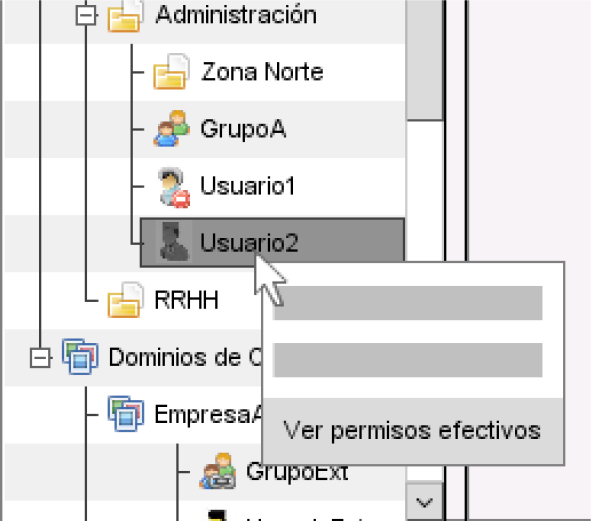 Administración
Zona Norte
GrupoA
Usuario1
Usuario2
RRHH
Dominios de
EmpresaA
Ver permisos efectivos
GrupoExt